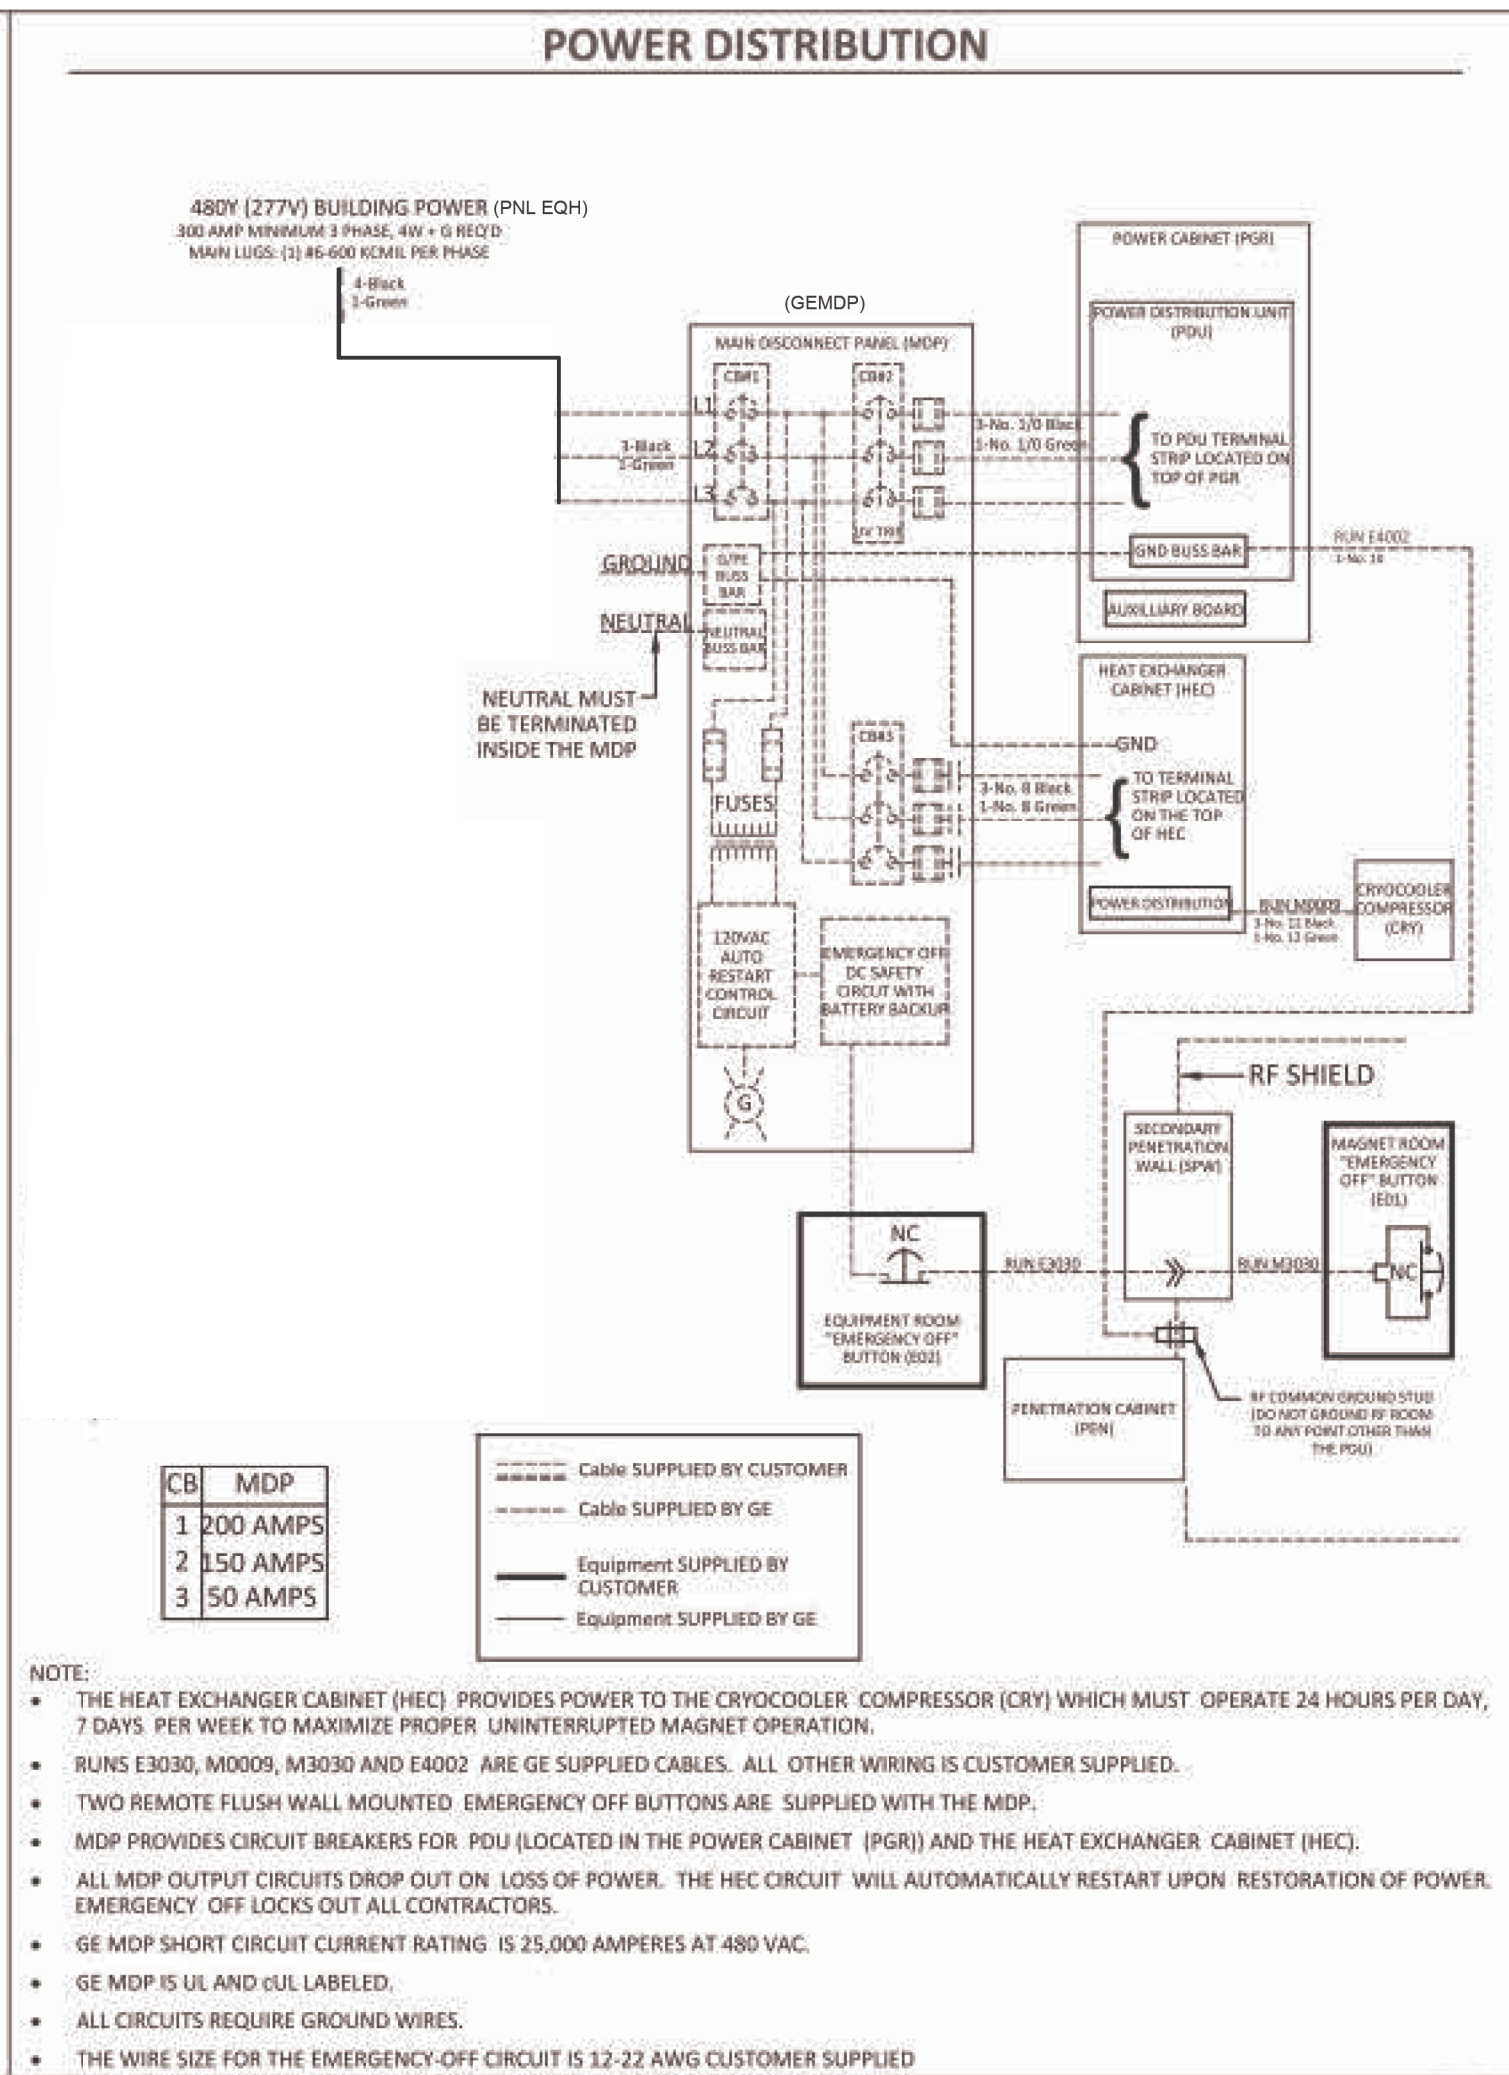 POWER DISTRIBUTION
480Y (277V) BUILDING POWER (PNL EQH)
300 AMP MINIMUM 3 PHASE, 4W + G REQ'D
MAIN LUGS: (1) #6-600 KCMIL PER PHASE
4-Black
1-Green
(GEMDP)
MAIN DISCONNECT PANEL (MDP)
CB#1
CB#2
L1
L2
L3
3-Black
1-Green
UV TRIP
3-No. 1/0 Black
1-No. 1/0 Green
POWER CABINET (PGR)
POWER DISTRIBUTION UNIT
(PDU)
TO PDU TERMINAL
STRIP LOCATED ON
TOP OF PGR
GND BUSS BAR
AUXILLIARY BOARD
RUN E4002
1-No. 10
GROUND
G/PE
BUSS
BAR
NEUTRAL
NEUTRAL
BUSS BAR
NEUTRAL MUST
BE TERMINATED
INSIDE THE MDP
FUSES
CB#3
3-No. 8 Black
1-No. 8 Green
HEAT EXCHANGER
CABINET (HEC)
GND
TO TERMINAL
STRIP LOCATED
ON THE TOP
OF HEC
POWER DISTRIBUTION
RUN M0009
3-No. 12 Black
1-No. 12 Green
CRYOCOOLER
COMPRESSOR
(CRY)
120VAC
AUTO
RESTART
CONTROL
CIRCUIT
EMERGENCY OFF
DC SAFETY
CIRCUIT WITH
BATTERY BACKUP
G
RF SHIELD
SECONDARY
PENETRATION
WALL (SPW)
MAGNET ROOM
"EMERGENCY
OFF" BUTTON
(EO1)
NC
NC
RUN E3030
RUN M3030
EQUIPMENT ROOM
"EMERGENCY OFF"
BUTTON (EO2)
PENETRATION CABINET
(PEN)
RF COMMON GROUND STUD
(DO NOT GROUND RF ROOM
TO ANY POINT OTHER THAN
THE PDU)
CB MDP
1 200 AMPS
2 150 AMPS
3 50 AMPS
Cable SUPPLIED BY CUSTOMER
Cable SUPPLIED BY GE
Equipment SUPPLIED BY
CUSTOMER
Equipment SUPPLIED BY GE
NOTE:
• THE HEAT EXCHANGER CABINET (HEC) PROVIDES POWER TO THE CRYOCOOLER COMPRESSOR (CRY) WHICH MUST OPERATE 24 HOURS PER DAY,
7 DAYS PER WEEK TO MAXIMIZE PROPER UNINTERRUPTED MAGNET OPERATION.
• RUNS E3030, M0009, M3030 AND E4002 ARE GE SUPPLIED CABLES. ALL OTHER WIRING IS CUSTOMER SUPPLIED.
• TWO REMOTE FLUSH WALL MOUNTED EMERGENCY OFF BUTTONS ARE SUPPLIED WITH THE MDP.
• MDP PROVIDES CIRCUIT BREAKERS FOR PDU (LOCATED IN THE POWER CABINET (PGR)) AND THE HEAT EXCHANGER CABINET (HEC).
• ALL MDP OUTPUT CIRCUITS DROP OUT ON LOSS OF POWER. THE HEC CIRCUIT WILL AUTOMATICALLY RESTART UPON RESTORATION OF POWER.
EMERGENCY OFF LOCKS OUT ALL CONTRACTORS.
• GE MDP SHORT CIRCUIT CURRENT RATING IS 25,000 AMPERES AT 480 VAC.
• GE MDP IS UL AND cUL LABELED.
• ALL CIRCUITS REQUIRE GROUND WIRES.
• THE WIRE SIZE FOR THE EMERGENCY-OFF CIRCUIT IS 12-22 AWG CUSTOMER SUPPLIED